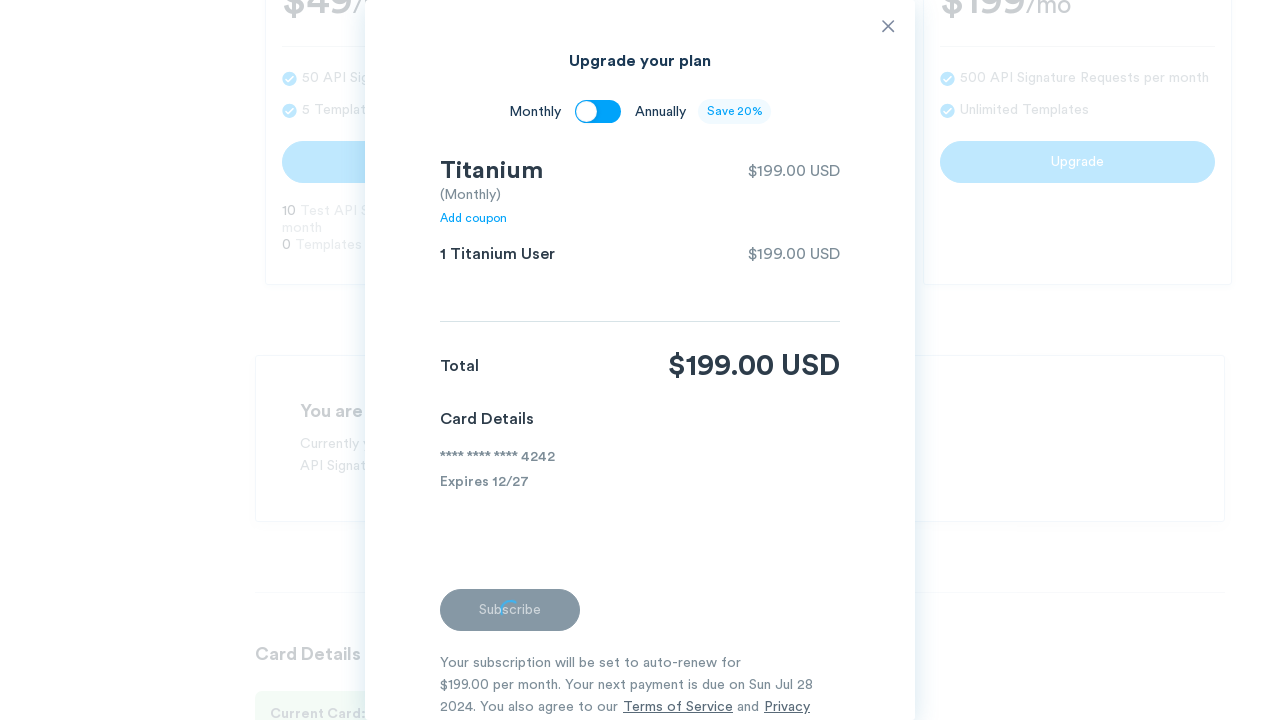 $49/
$199/mo
Upgrade your plan
50 API Sig
500 API Signature Requests per month
Monthly
Annually
Save 20%
5 Templat
Unlimited Templates
Titanium
$199.00 USD
Upgrade
(Monthly)
10 Test API S
month
0 Templates
Add coupon
1 Titanium User
$199.00 USD
Total
$199.00 USD
You are
Card Details
Currently
API Signat
**** **** **** 4242
Expires 12/27
Subscribe
Card Details
Your subscription will be set to auto-renew for
$199.00 per month. Your next payment is due on Sun Jul 28
2024. You also agree to our Terms of Service and Privacy
Current Card: